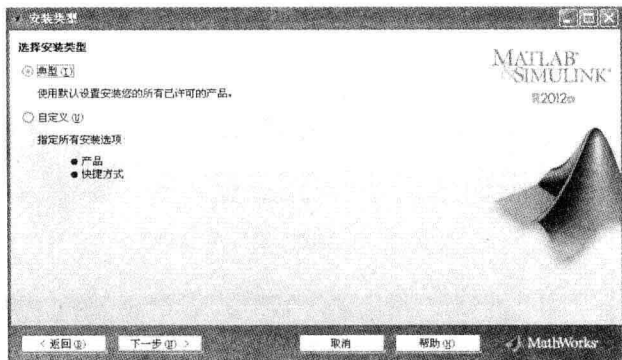 安装类型
选择安装类型
典型(T)
使用默认设置安装您的所有已许可的产品。
自定义(U)
指定所有安装选项
● 产品
● 快捷方式
MATLAB®
&SIMULINK®
R2012a
< 返回(B)
下一步(N) >
取消
帮助(H)
MathWorks®